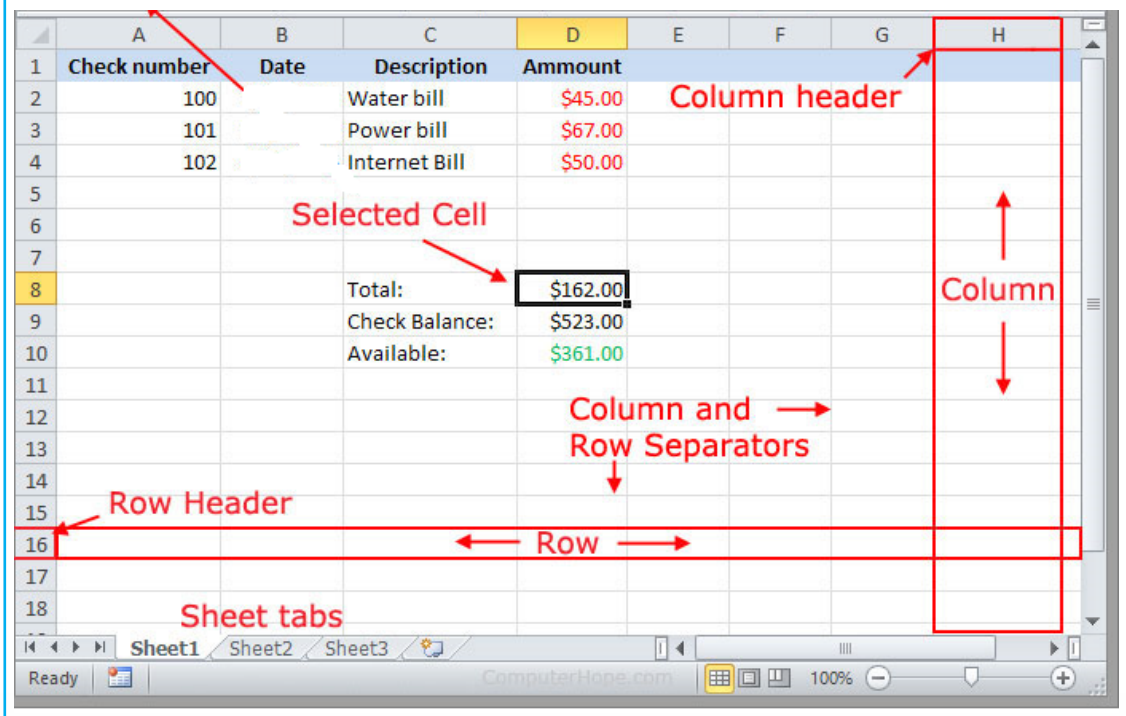 A B C D E F G H
1 Check number Date Description Ammount
2 100 Water bill $45.00 Column header
3 101 Power bill $67.00
4 102 Internet Bill $50.00
5
Selected Cell
6
7
8 Total: $162.00 Column
9 Check Balance: $523.00
10 Available: $361.00
11
12 Column and
13 Row Separators
14
Row Header
15
16 Row
17
18 Sheet tabs
Sheet1 Sheet2 Sheet3
Ready ComputerHope.com 100%